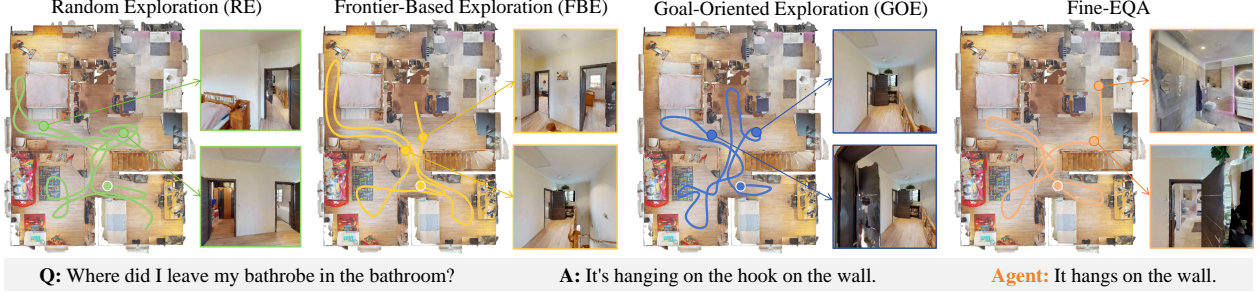 Random Exploration (RE)
Frontier-Based Exploration (FBE)
Goal-Oriented Exploration (GOE)
Fine-EQA
Q: Where did I leave my bathrobe in the bathroom?
A: It's hanging on the hook on the wall.
Agent: It hangs on the wall.